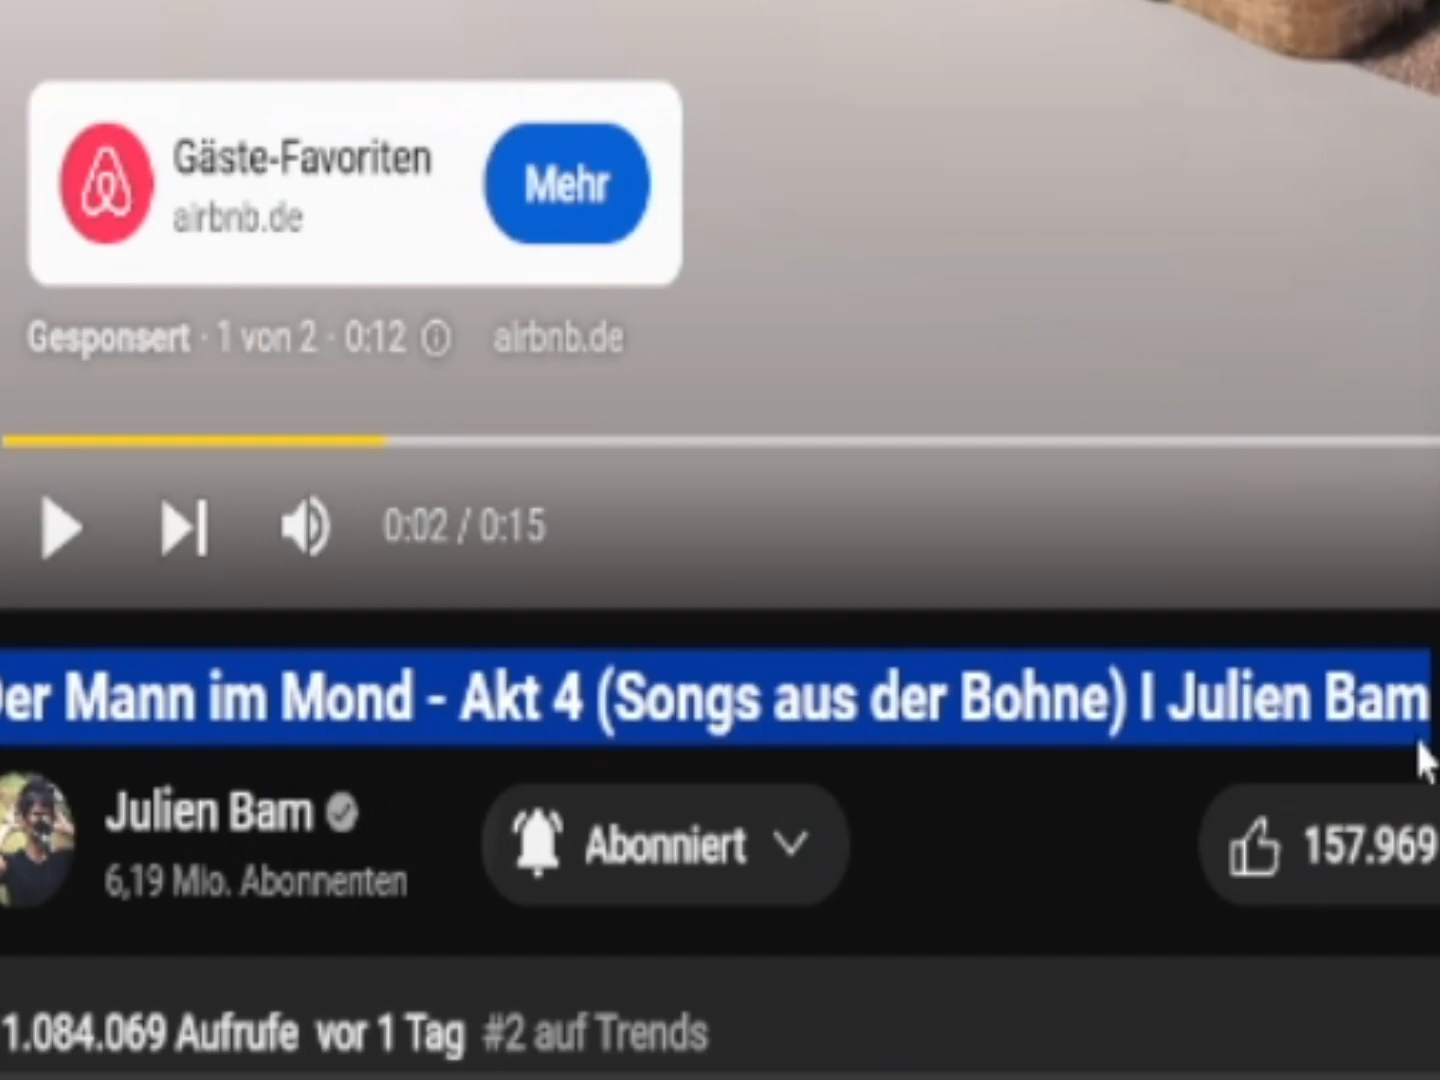 Gäste-Favoriten
airbnb.de
Mehr
Gesponsert · 1 von 2 · 0:12 airbnb.de
0:02 / 0:15
Der Mann im Mond - Akt 4 (Songs aus der Bohne) I Julien Bam
Julien Bam
6,19 Mio. Abonnenten
Abonniert
157.969
1.084.069 Aufrufe vor 1 Tag #2 auf Trends